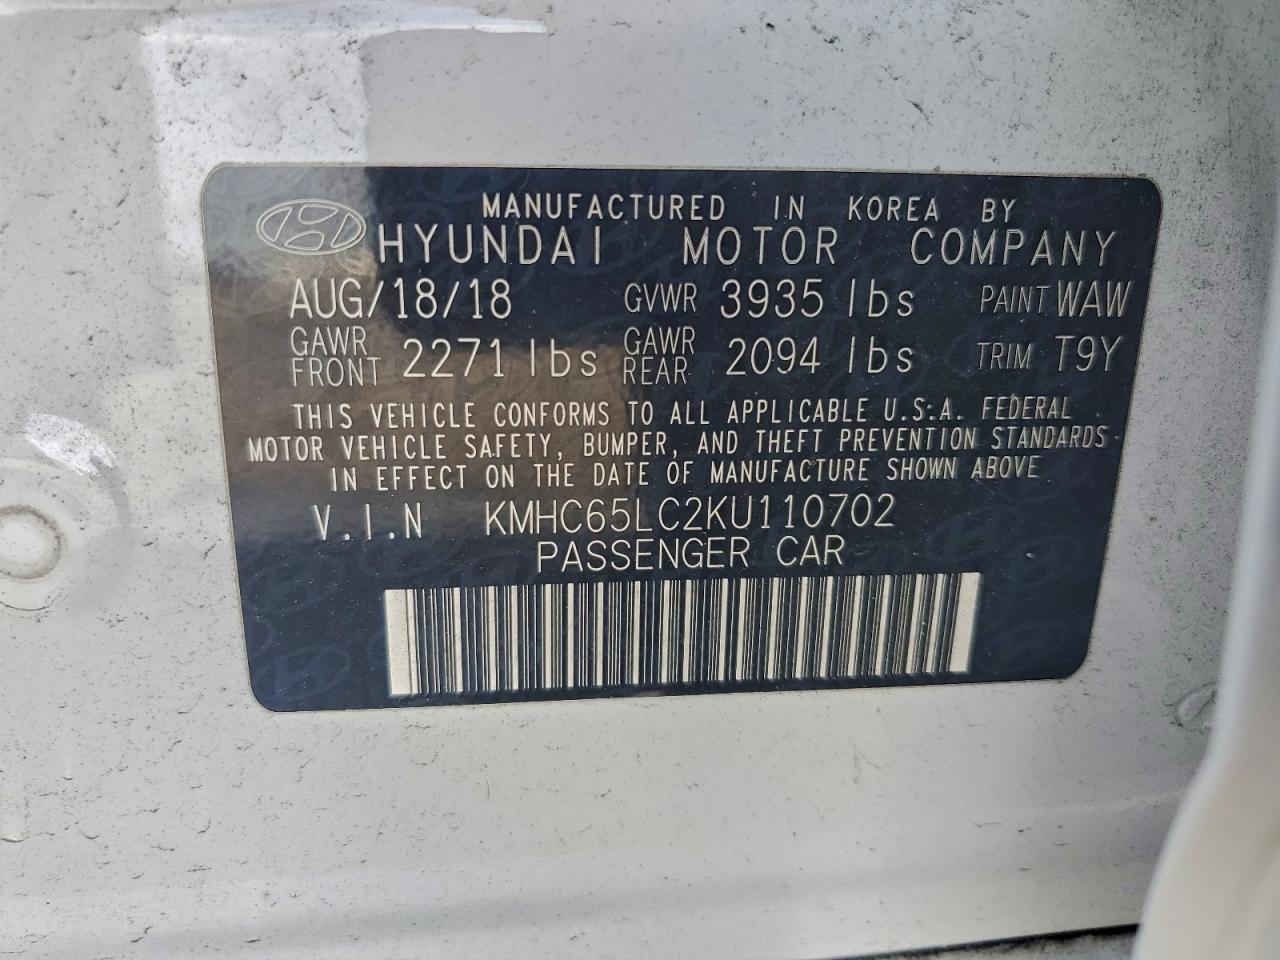 MANUFACTURED IN KOREA BY
HYUNDAI MOTOR COMPANY
AUG/18/18 GVWR 3935 lbs PAINT WAW
GAWR FRONT 2271 lbs GAWR REAR 2094 lbs TRIM T9Y
THIS VEHICLE CONFORMS TO ALL APPLICABLE U.S.A. FEDERAL
MOTOR VEHICLE SAFETY, BUMPER, AND THEFT PREVENTION STANDARDS
IN EFFECT ON THE DATE OF MANUFACTURE SHOWN ABOVE
V.I.N KMHC65LC2KU110702
PASSENGER CAR